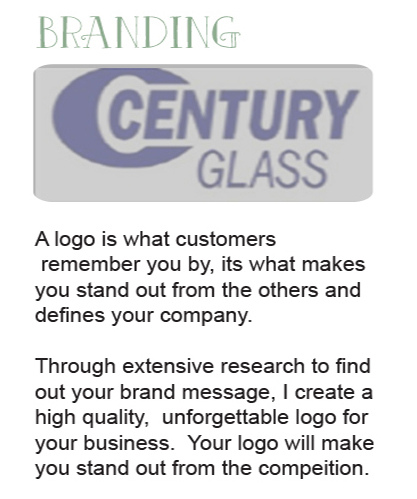 BRANDING
CENTURY
GLASS
A logo is what customers
remember you by, its what makes
you stand out from the others and
defines your company.
Through extensive research to find
out your brand message, I create a
high quality,  unforgettable logo for
your business.  Your logo will make
you stand out from the compeition.